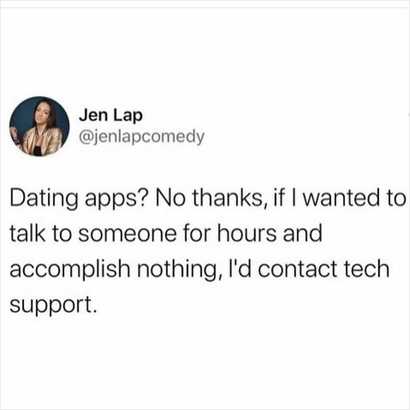 Jen Lap
@jenlapcomedy
Dating apps? No thanks, if I wanted to
talk to someone for hours and
accomplish nothing, I'd contact tech
support.